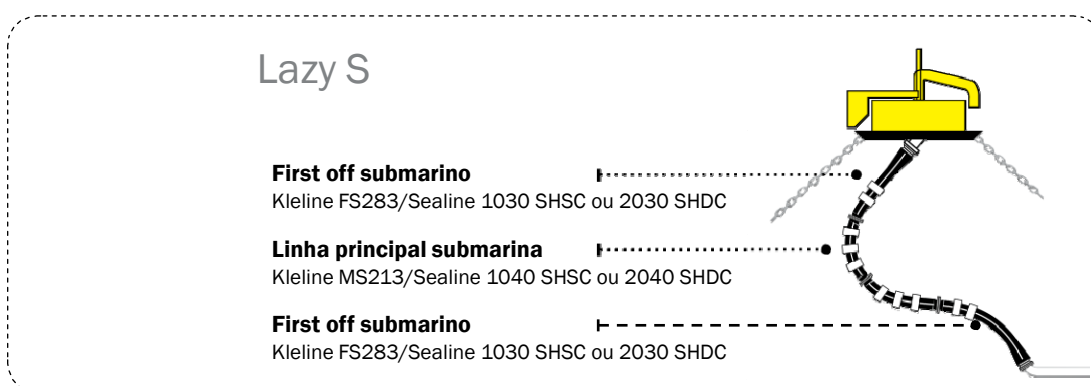 Lazy S
First off submarino
Kleline FS283/Sealine 1030 SHSC ou 2030 SHDC
Linha principal submarina
Kleline MS213/Sealine 1040 SHSC ou 2040 SHDC
First off submarino
Kleline FS283/Sealine 1030 SHSC ou 2030 SHDC